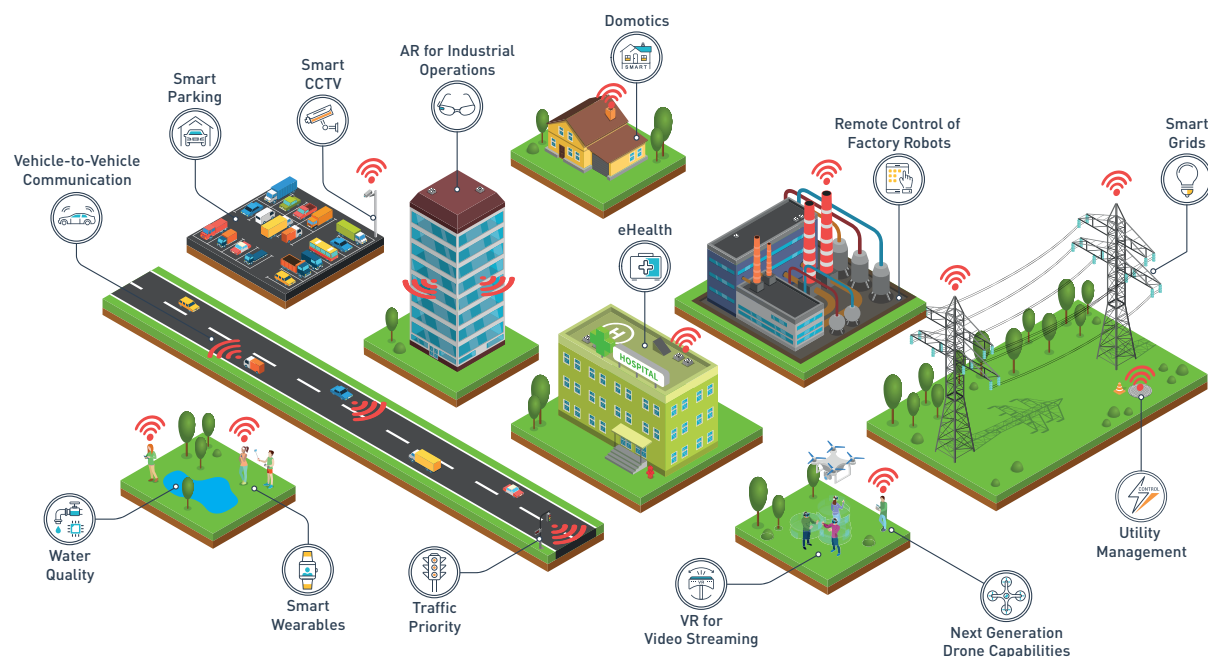 Domotics
SMART
AR for Industrial
Operations
Smart
CCTV
Smart
Parking
Vehicle-to-Vehicle
Communication
Remote Control of
Factory Robots
Smart
Grids
eHealth
H
HOSPITAL
Water
Quality
Smart
Wearables
Traffic
Priority
VR
VR for
Video Streaming
Next Generation
Drone Capabilities
CONTROL
Utility
Management